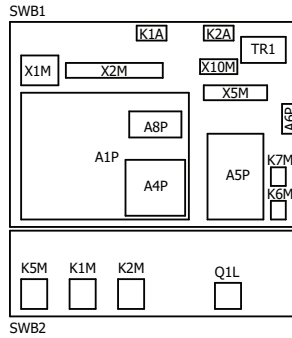 SWB1
K1A K2A
TR1
X1M X2M X10M
X5M
A8P A6P
A1P
K7M
A4P A5P
K6M
K5M K1M K2M Q1L
SWB2